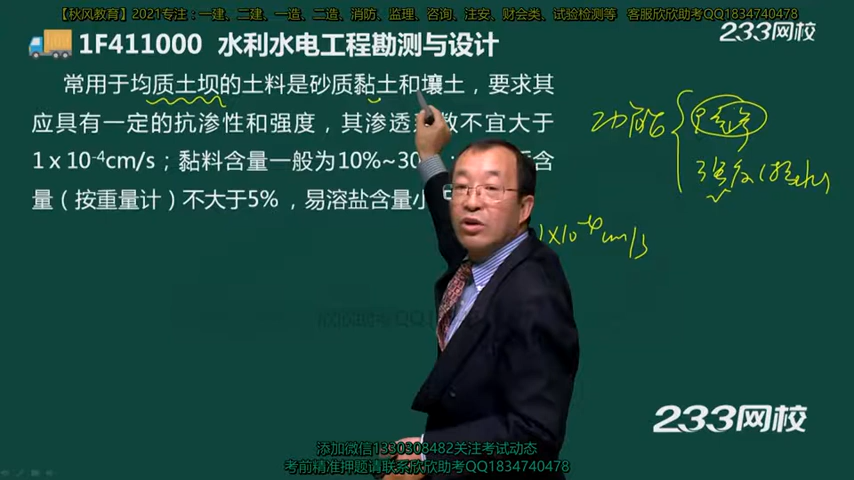 【秋风教育】2021专注：一建、二建、一造、二造、消防、监理、咨询、注安、财会类、试验检测等 客服欣欣助考QQ1834740478
233网校
1F411000 水利水电工程勘测与设计
常用于均质土坝的土料是砂质黏土和壤土，要求其
应具有一定的抗渗性和强度，其渗透 数不宜大于
1 x 10-4cm/s；黏料含量一般为10%~30 含
量（按重量计）不大于5%，易溶盐含量小
功能
强度
1×10-4cm/s
233网校
添加微信1330308482关注考试动态
考前精准押题请联系欣欣助考QQ1834740478